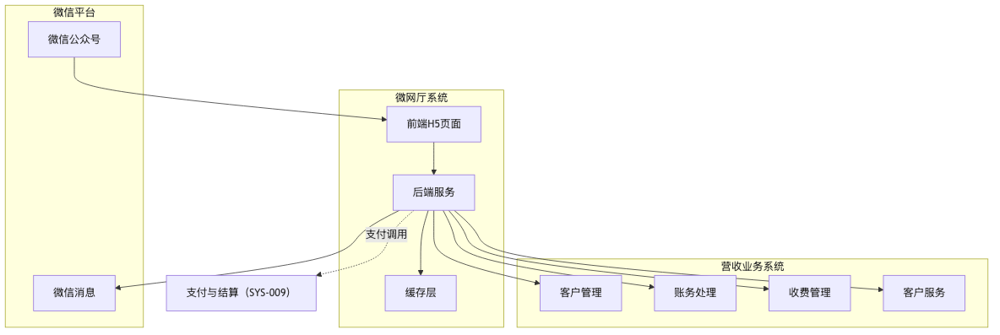 微信平台
微信公众号
微网厅系统
前端H5页面
后端服务
支付调用
营收业务系统
微信消息
支付与结算（SYS-009）
缓存层
客户管理
账务处理
收费管理
客户服务